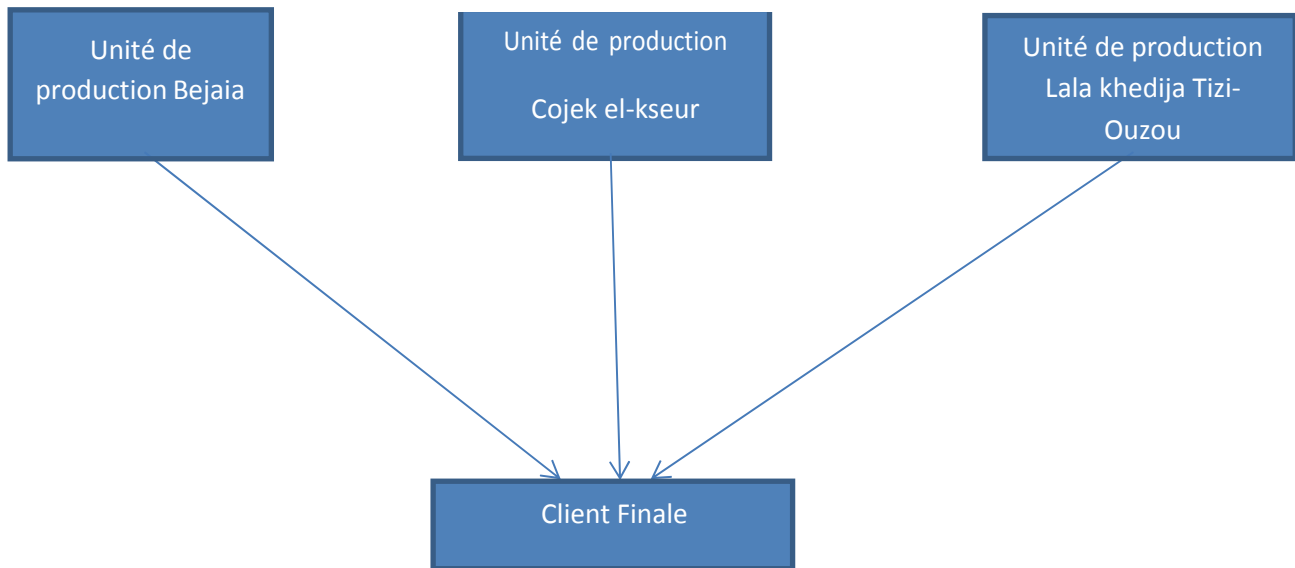 Unité de
production Bejaia
Unité de production
Cojek el-kseur
Unité de production
Lala khedija Tizi-
Ouzou
Client Finale